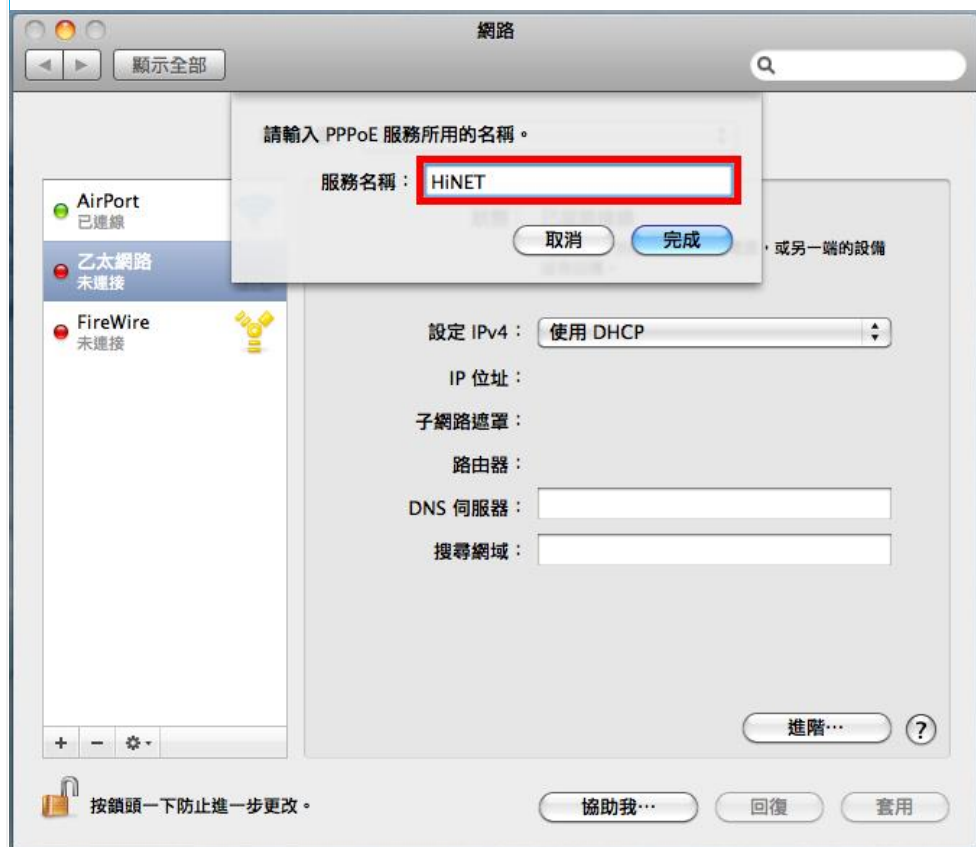 網路
顯示全部
請輸入 PPPoE 服務所用的名稱。
服務名稱： HiNET
取消 完成
AirPort
已連線
乙太網路
未連接
，或另一端的設備
FireWire
未連接
設定 IPv4： 使用 DHCP
IP 位址：
子網路遮罩：
路由器：
DNS 伺服器：
搜尋網域：
進階… ?
+ −
按鎖頭一下防止進一步更改。
協助我… 回復 套用